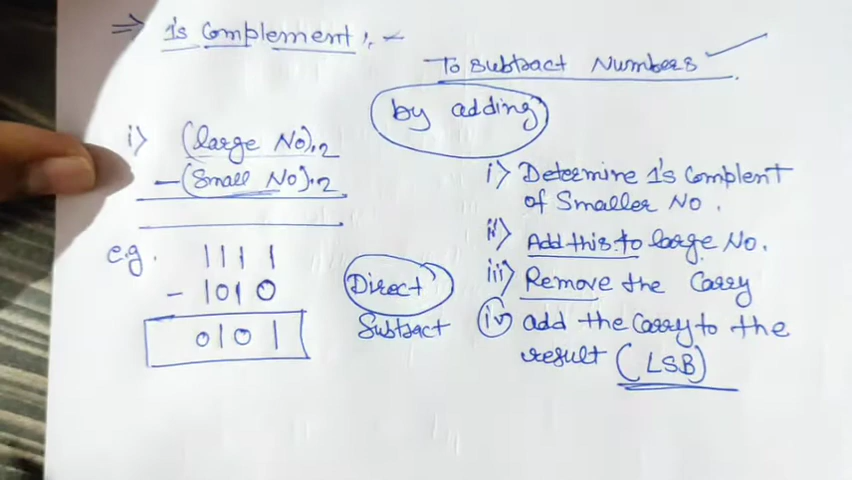 ⇒ 1's Complement :-
To subtract Numbers
by adding
i) (large No).2
- (Small No).2
e.g. 1111
- 1010
0101
Direct
Subtract
i) Determine 1's Complent
of Smaller No.
ii) Add this to large No.
iii) Remove the Carry
iv) add the Carry to the
result (LSB)